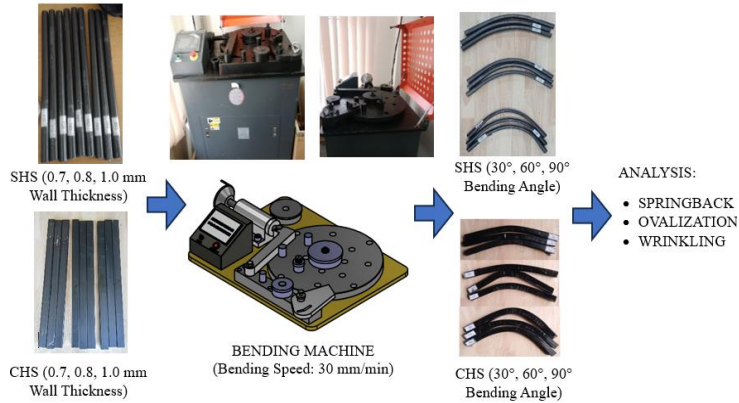 SHS (0.7, 0.8, 1.0 mm
Wall Thickness)
CHS (0.7, 0.8, 1.0 mm
Wall Thickness)
BENDING MACHINE
(Bending Speed: 30 mm/min)
SHS (30°, 60°, 90°
Bending Angle)
CHS (30°, 60°, 90°
Bending Angle)
ANALYSIS:
• SPRINGBACK
• OVALIZATION
• WRINKLING